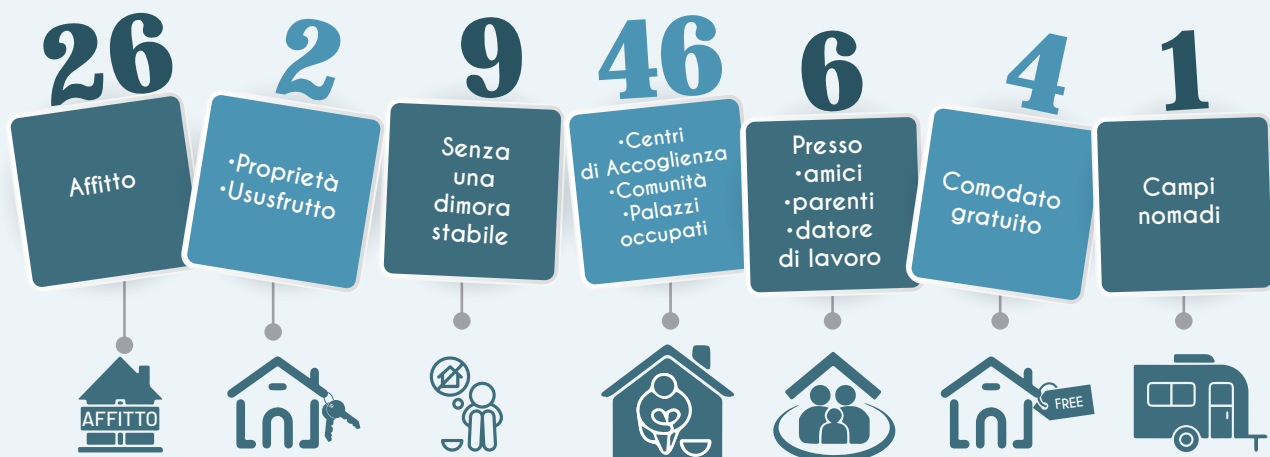 26
Affitto
2
•Proprietà
•Ususfrutto
9
Senza
una
dimora
stabile
46
•Centri
di Accoglienza
•Comunità
•Palazzi
occupati
6
Presso
•amici
•parenti
•datore
di lavoro
4
Comodato
gratuito
1
Campi
nomadi
AFFITTO
FREE